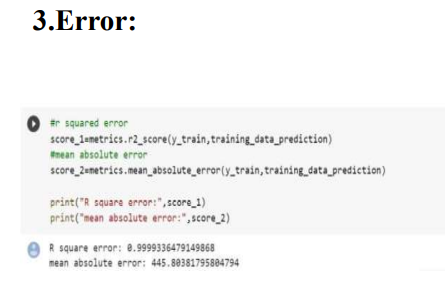 3.Error:
#r squared error
score_1=metrics.r2_score(y_train,training_data_prediction)
#mean absolute error
score_2=metrics.mean_absolute_error(y_train,training_data_prediction)
print("R square error:",score_1)
print("mean absolute error:",score_2)
R square error: 0.9999336479149868
mean absolute error: 445.80381795804794